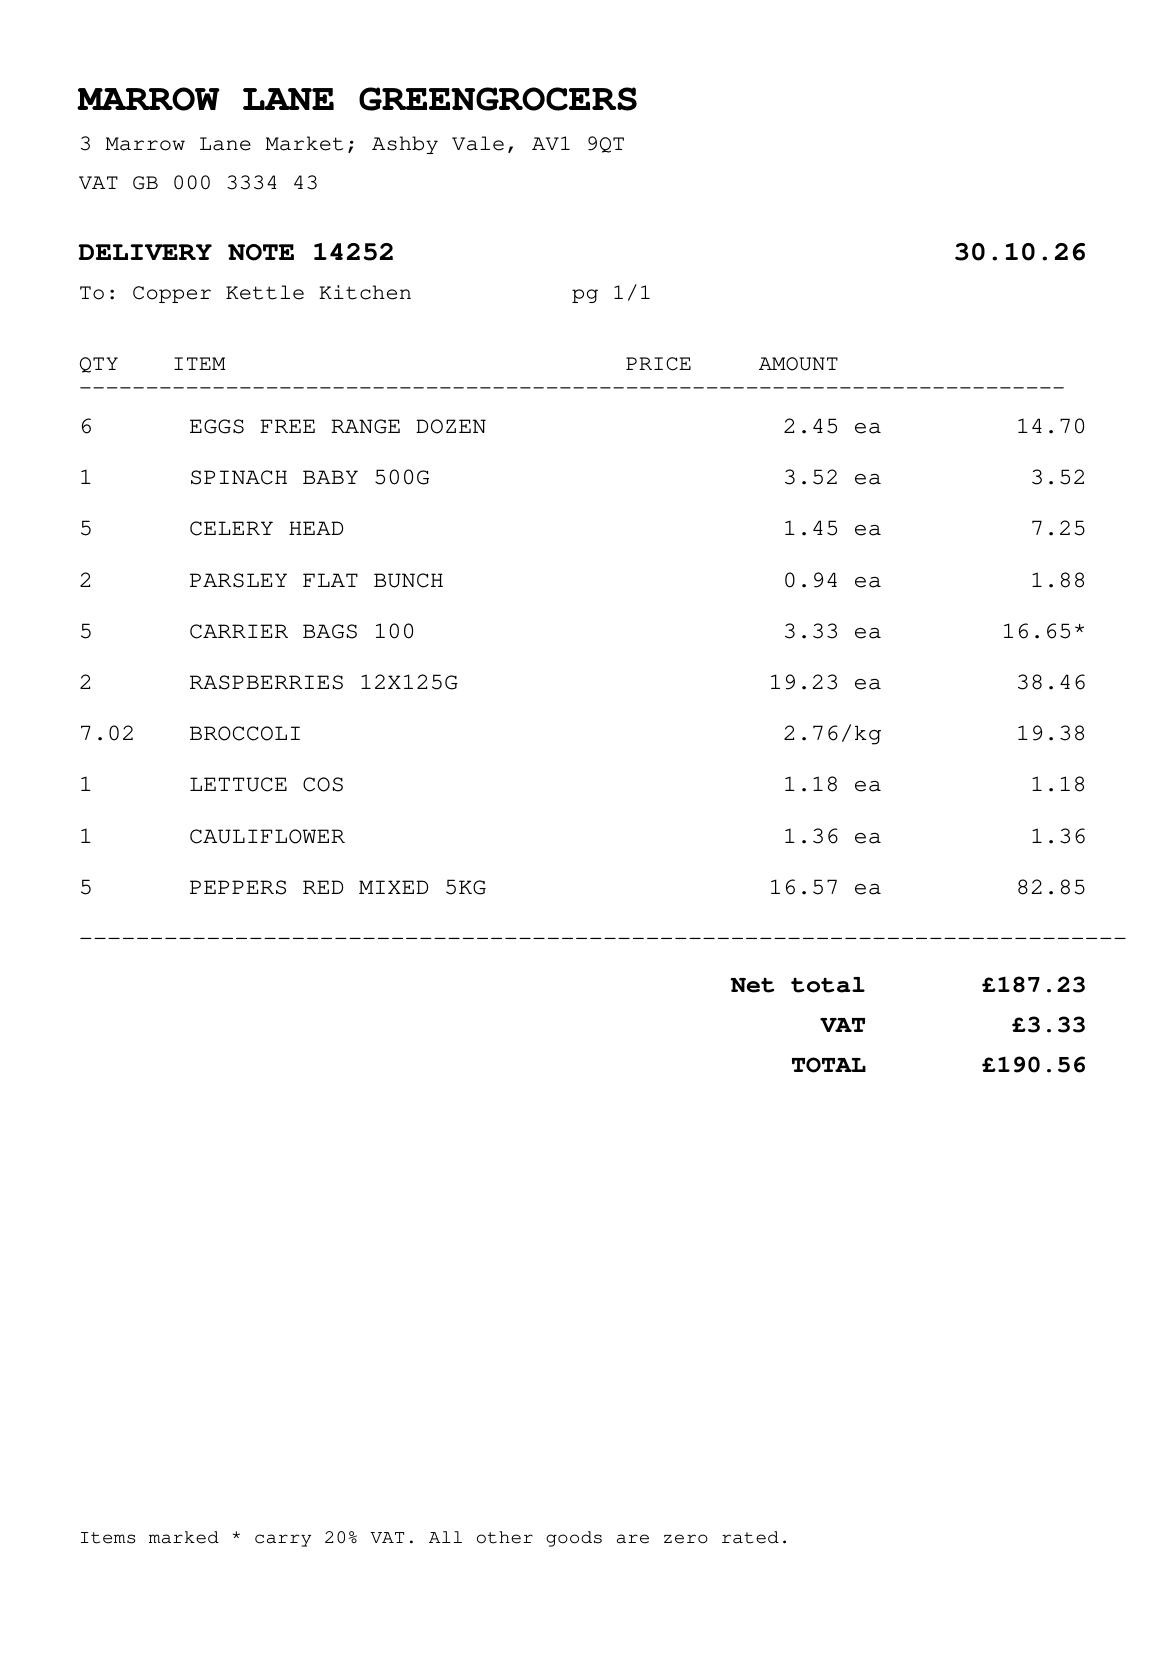 MARROW LANE GREENGROCERS
3 Marrow Lane Market; Ashby Vale, AV1 9QT
VAT GB 000 3334 43
DELIVERY NOTE 14252 30.10.26
To: Copper Kettle Kitchen pg 1/1
QTY ITEM PRICE AMOUNT
6 EGGS FREE RANGE DOZEN 2.45 ea 14.70
1 SPINACH BABY 500G 3.52 ea 3.52
5 CELERY HEAD 1.45 ea 7.25
2 PARSLEY FLAT BUNCH 0.94 ea 1.88
5 CARRIER BAGS 100 3.33 ea 16.65*
2 RASPBERRIES 12X125G 19.23 ea 38.46
7.02 BROCCOLI 2.76/kg 19.38
1 LETTUCE COS 1.18 ea 1.18
1 CAULIFLOWER 1.36 ea 1.36
5 PEPPERS RED MIXED 5KG 16.57 ea 82.85
Net total £187.23
VAT £3.33
TOTAL £190.56
Items marked * carry 20% VAT. All other goods are zero rated.